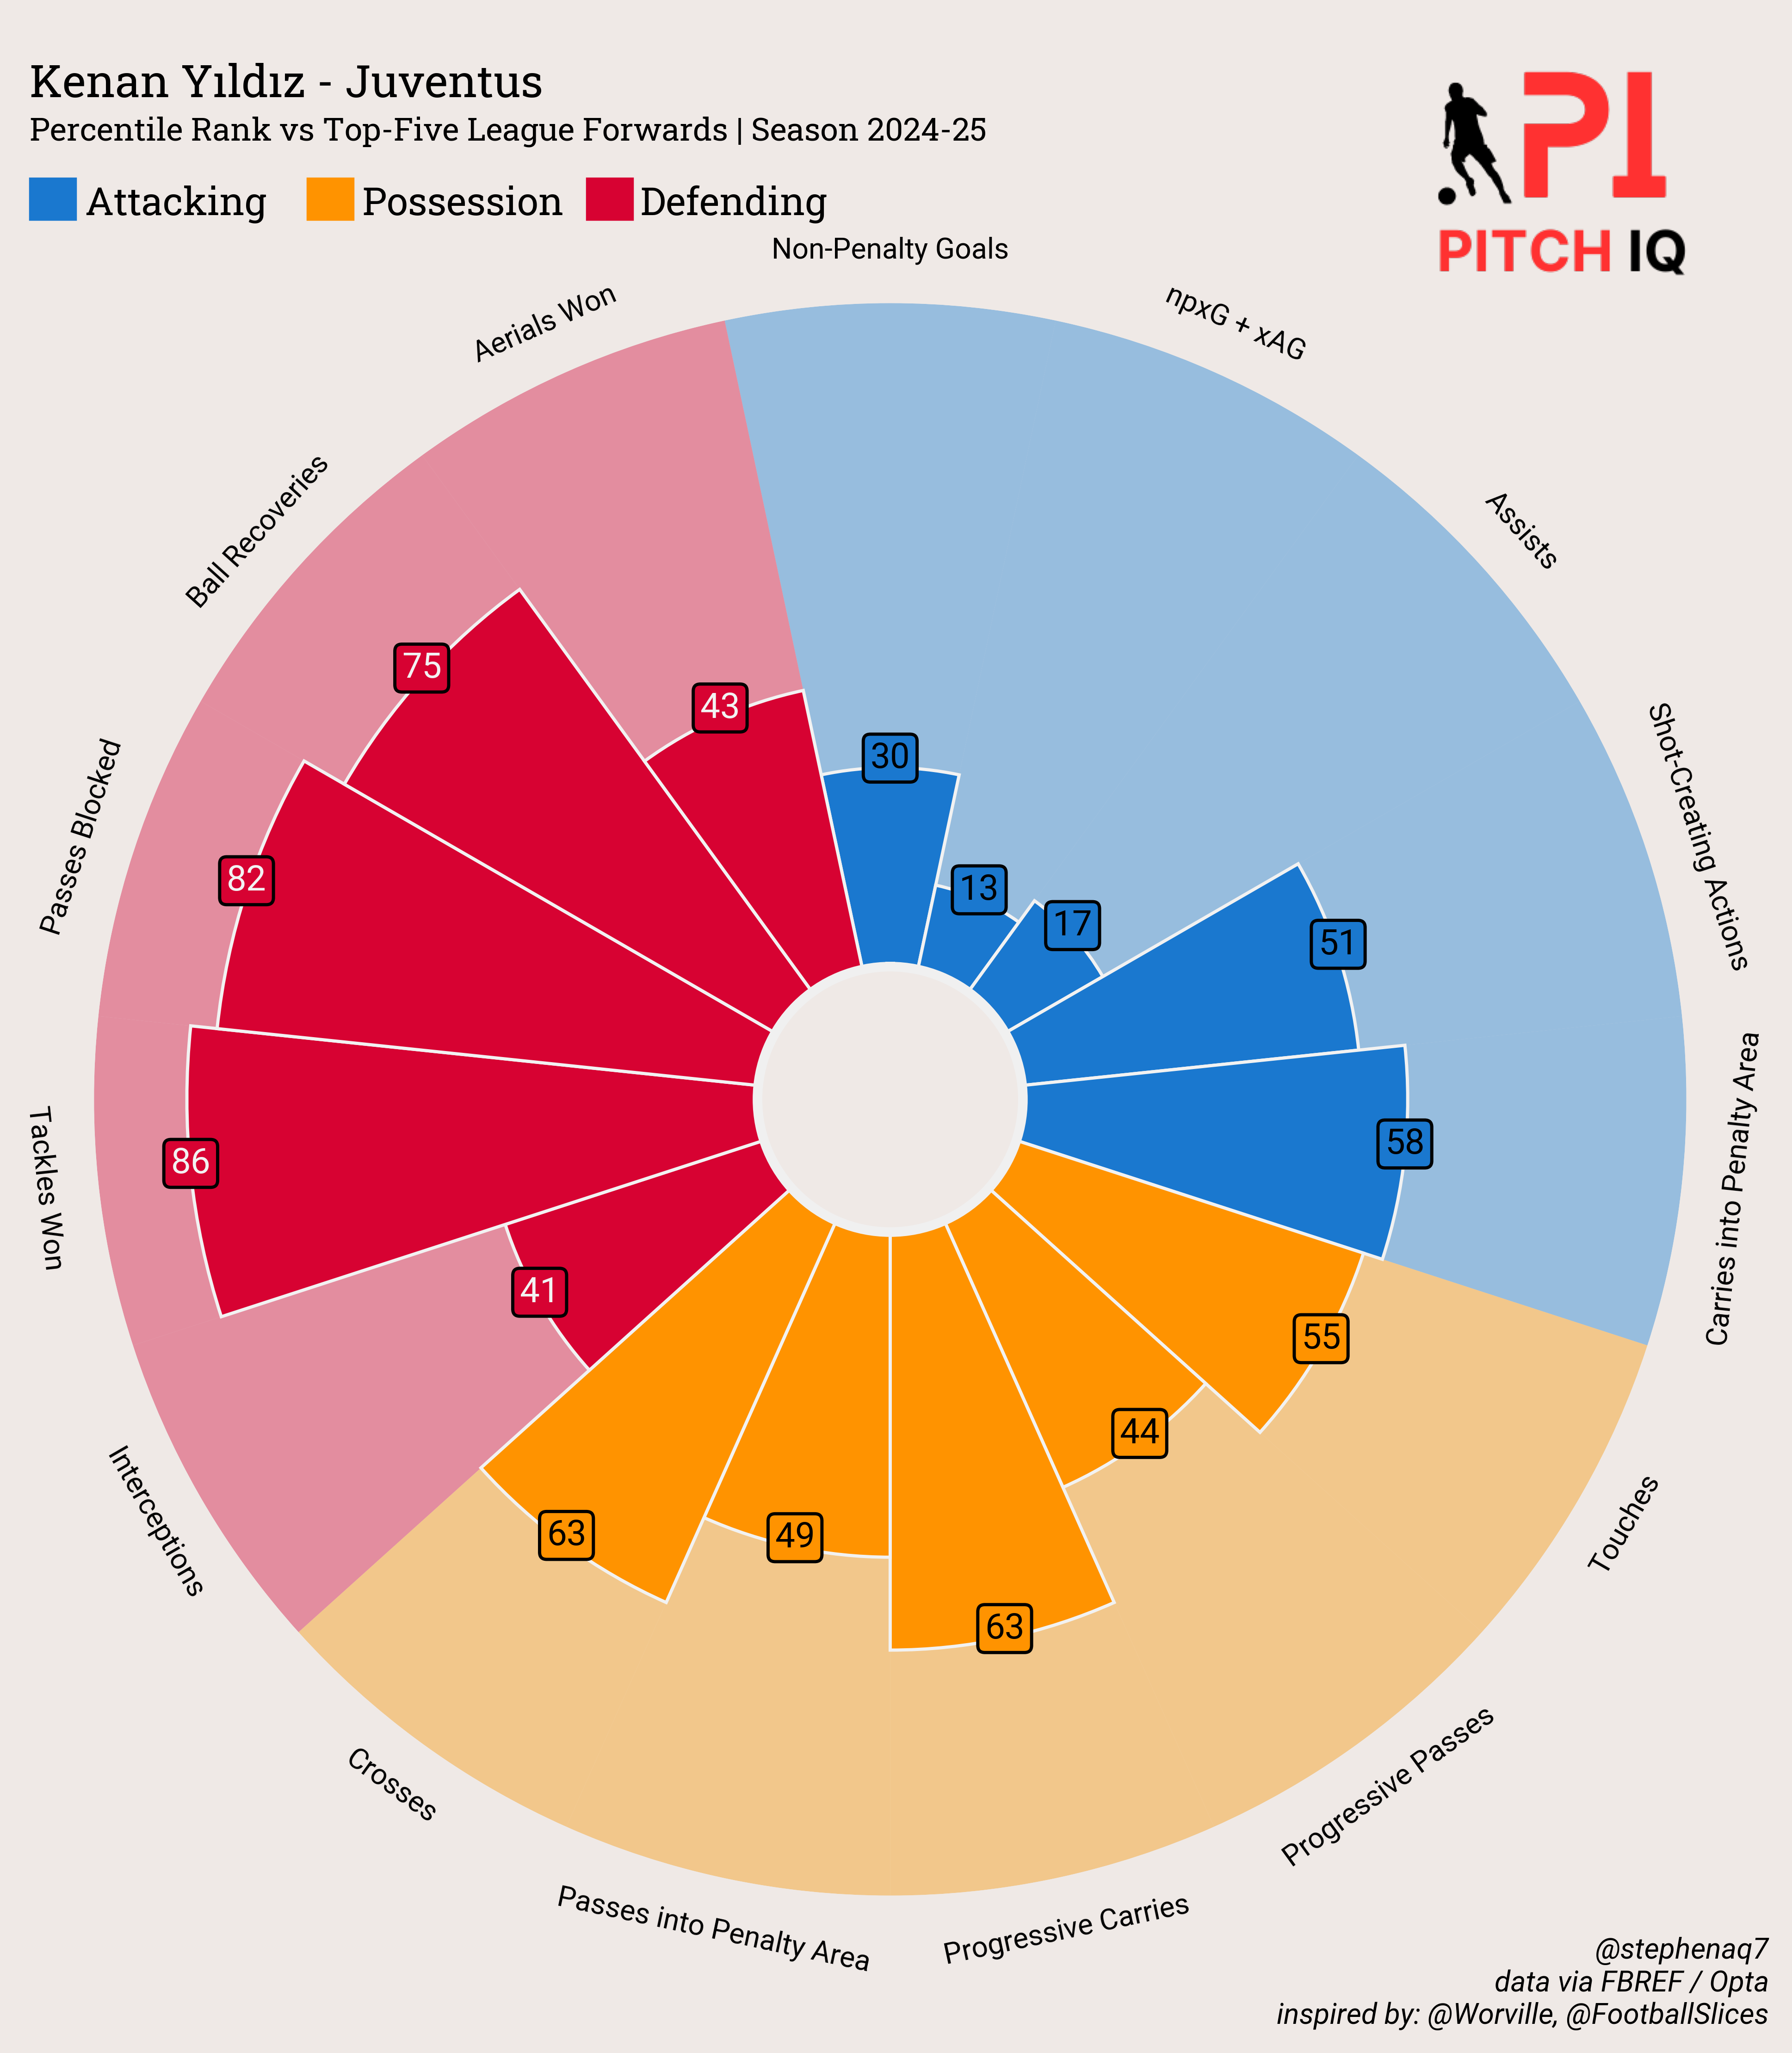 Kenan Yıldız - Juventus
Percentile Rank vs Top-Five League Forwards | Season 2024-25
Attacking
Possession
Defending
PI
PITCH IQ
Non-Penalty Goals
npxG + xAG
Assists
Shot-Creating Actions
Carries into Penalty Area
Touches
Progressive Passes
Progressive Carries
Passes into Penalty Area
Crosses
Interceptions
Tackles Won
Passes Blocked
Ball Recoveries
Aerials Won
30
13
17
51
58
55
44
63
49
63
41
86
82
75
43
@stephenaq7
data via FBREF / Opta
inspired by: @Worville, @FootballSlices